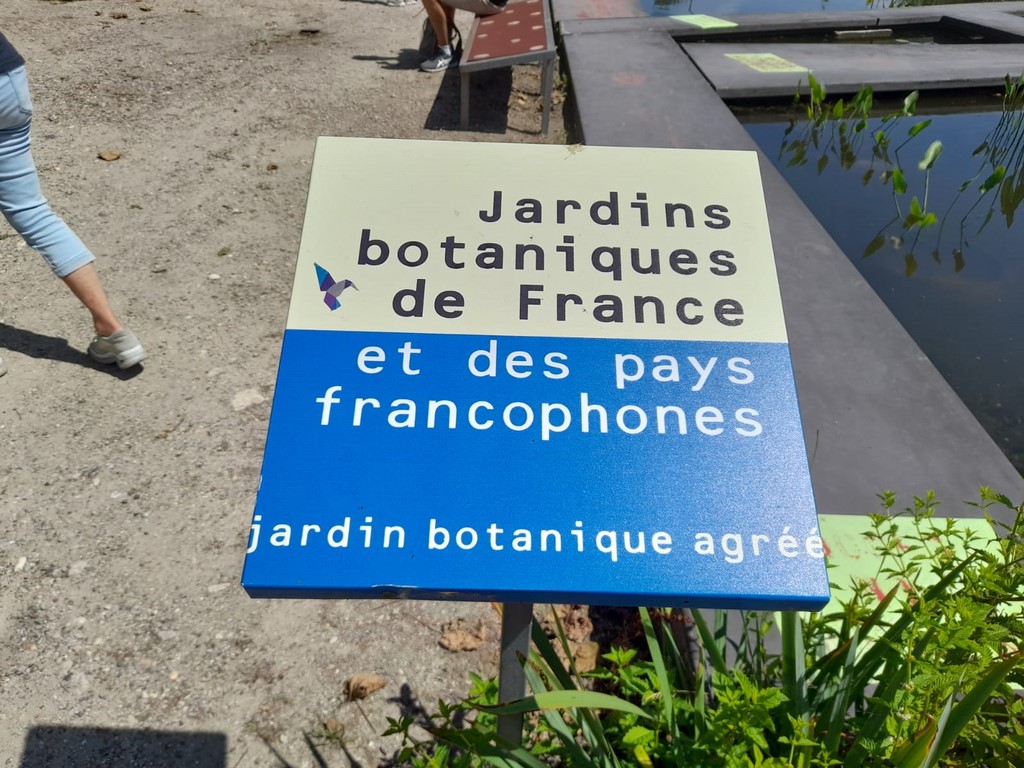 Jardins
botaniques
de France
et des pays
francophones
jardin botanique agréé